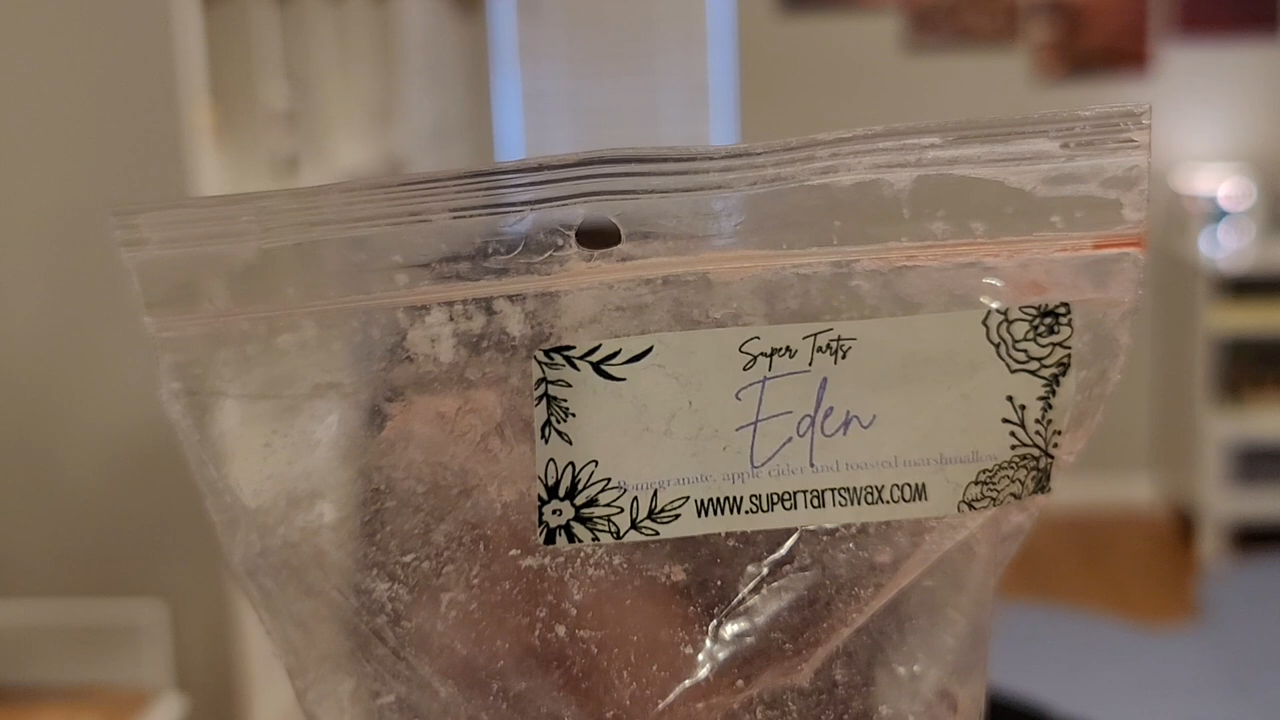 Super Tarts
Eden
Pomegranate, apple cider and toasted marshmallow
WWW.SUPERTARTSWAX.COM